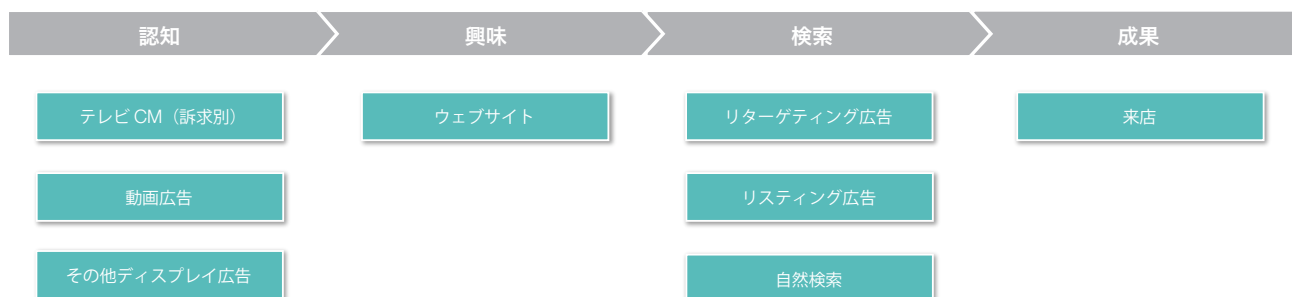 認知
興味
検索
成果
テレビ CM（訴求別）
ウェブサイト
リターゲティング広告
来店
動画広告
リスティング広告
その他ディスプレイ広告
自然検索